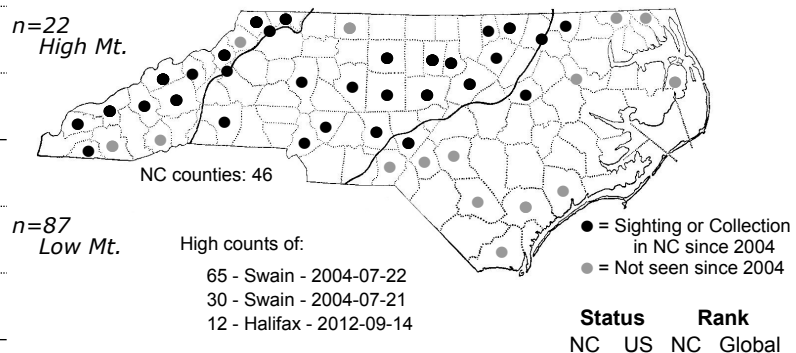 n=22
High Mt.
NC counties: 46
n=87
Low Mt.
High counts of:
65 - Swain - 2004-07-22
30 - Swain - 2004-07-21
12 - Halifax - 2012-09-14
= Sighting or Collection
in NC since 2004
= Not seen since 2004
Status Rank
NC US NC Global